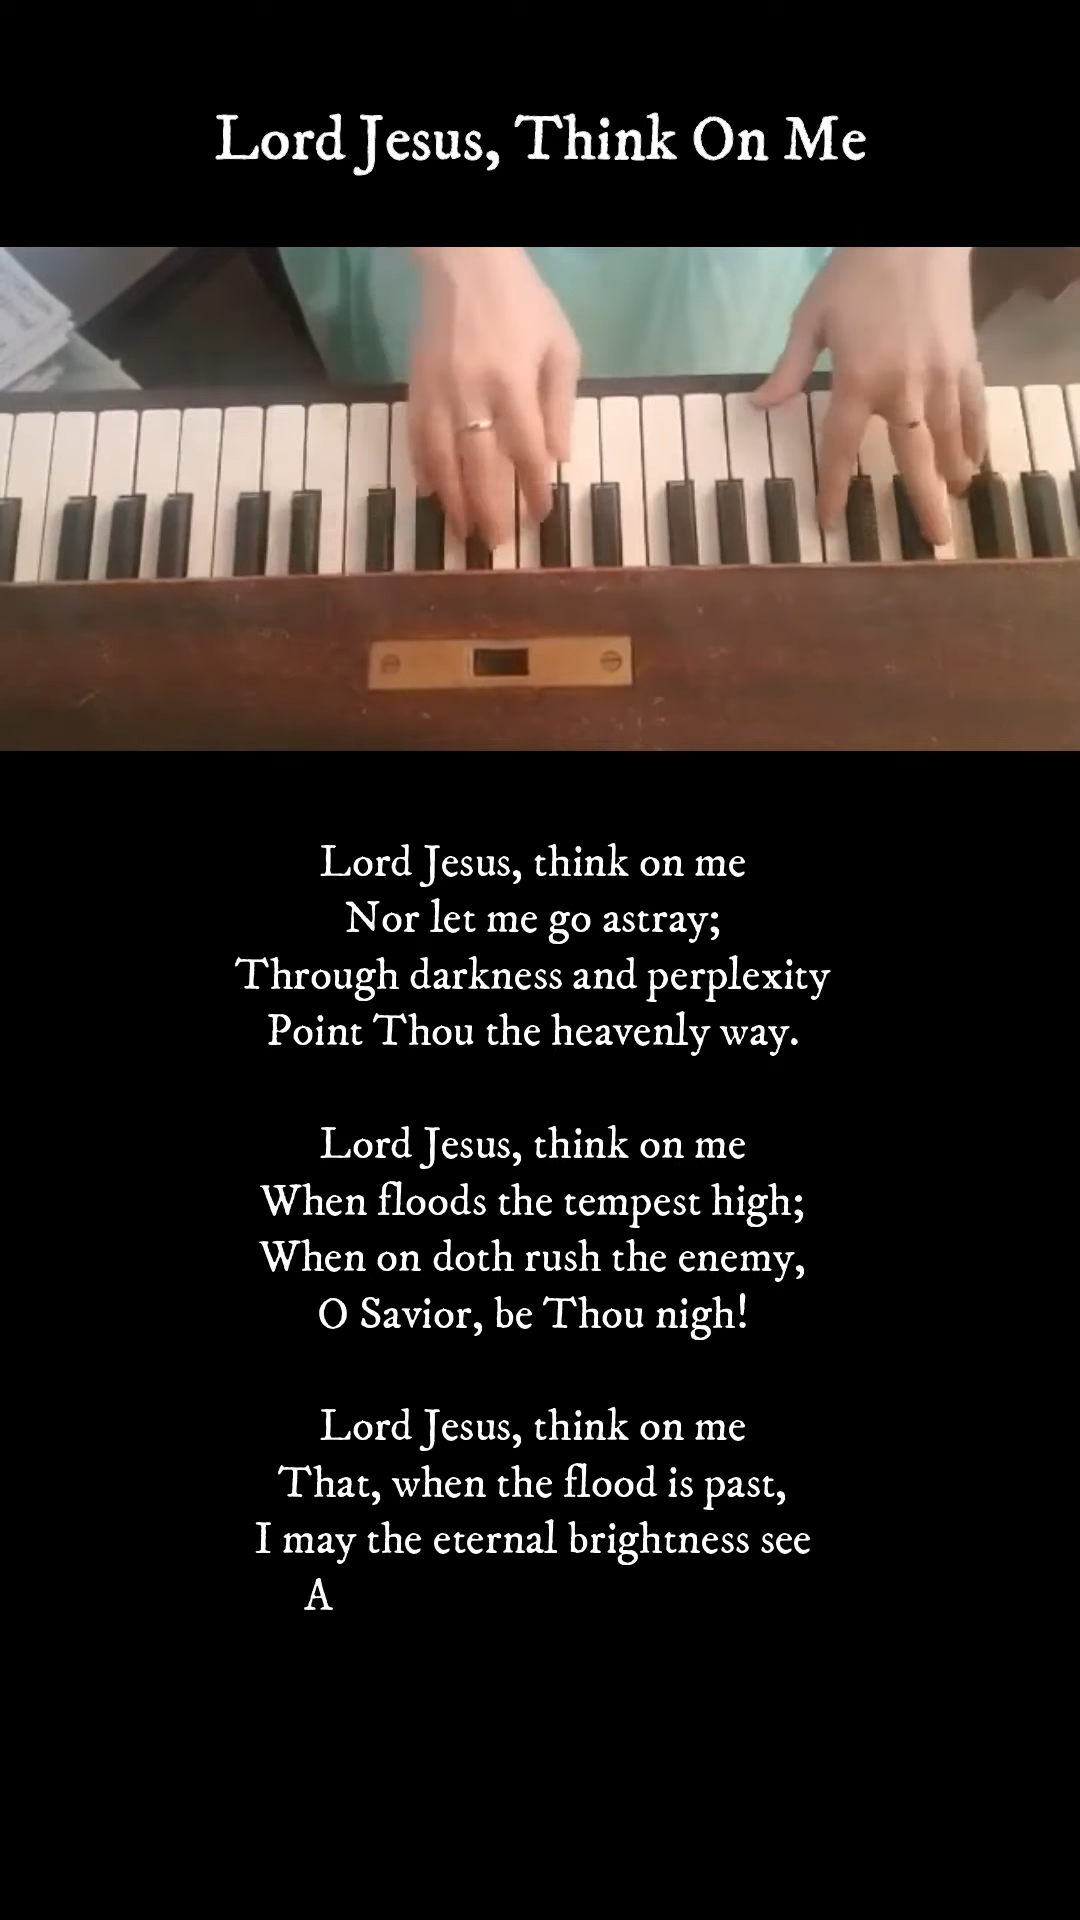 Lord Jesus, Think On Me
Lord Jesus, think on me
Nor let me go astray;
Through darkness and perplexity
Point Thou the heavenly way.
Lord Jesus, think on me
When floods the tempest high;
When on doth rush the enemy,
O Savior, be Thou nigh!
Lord Jesus, think on me
That, when the flood is past,
I may the eternal brightness see
A